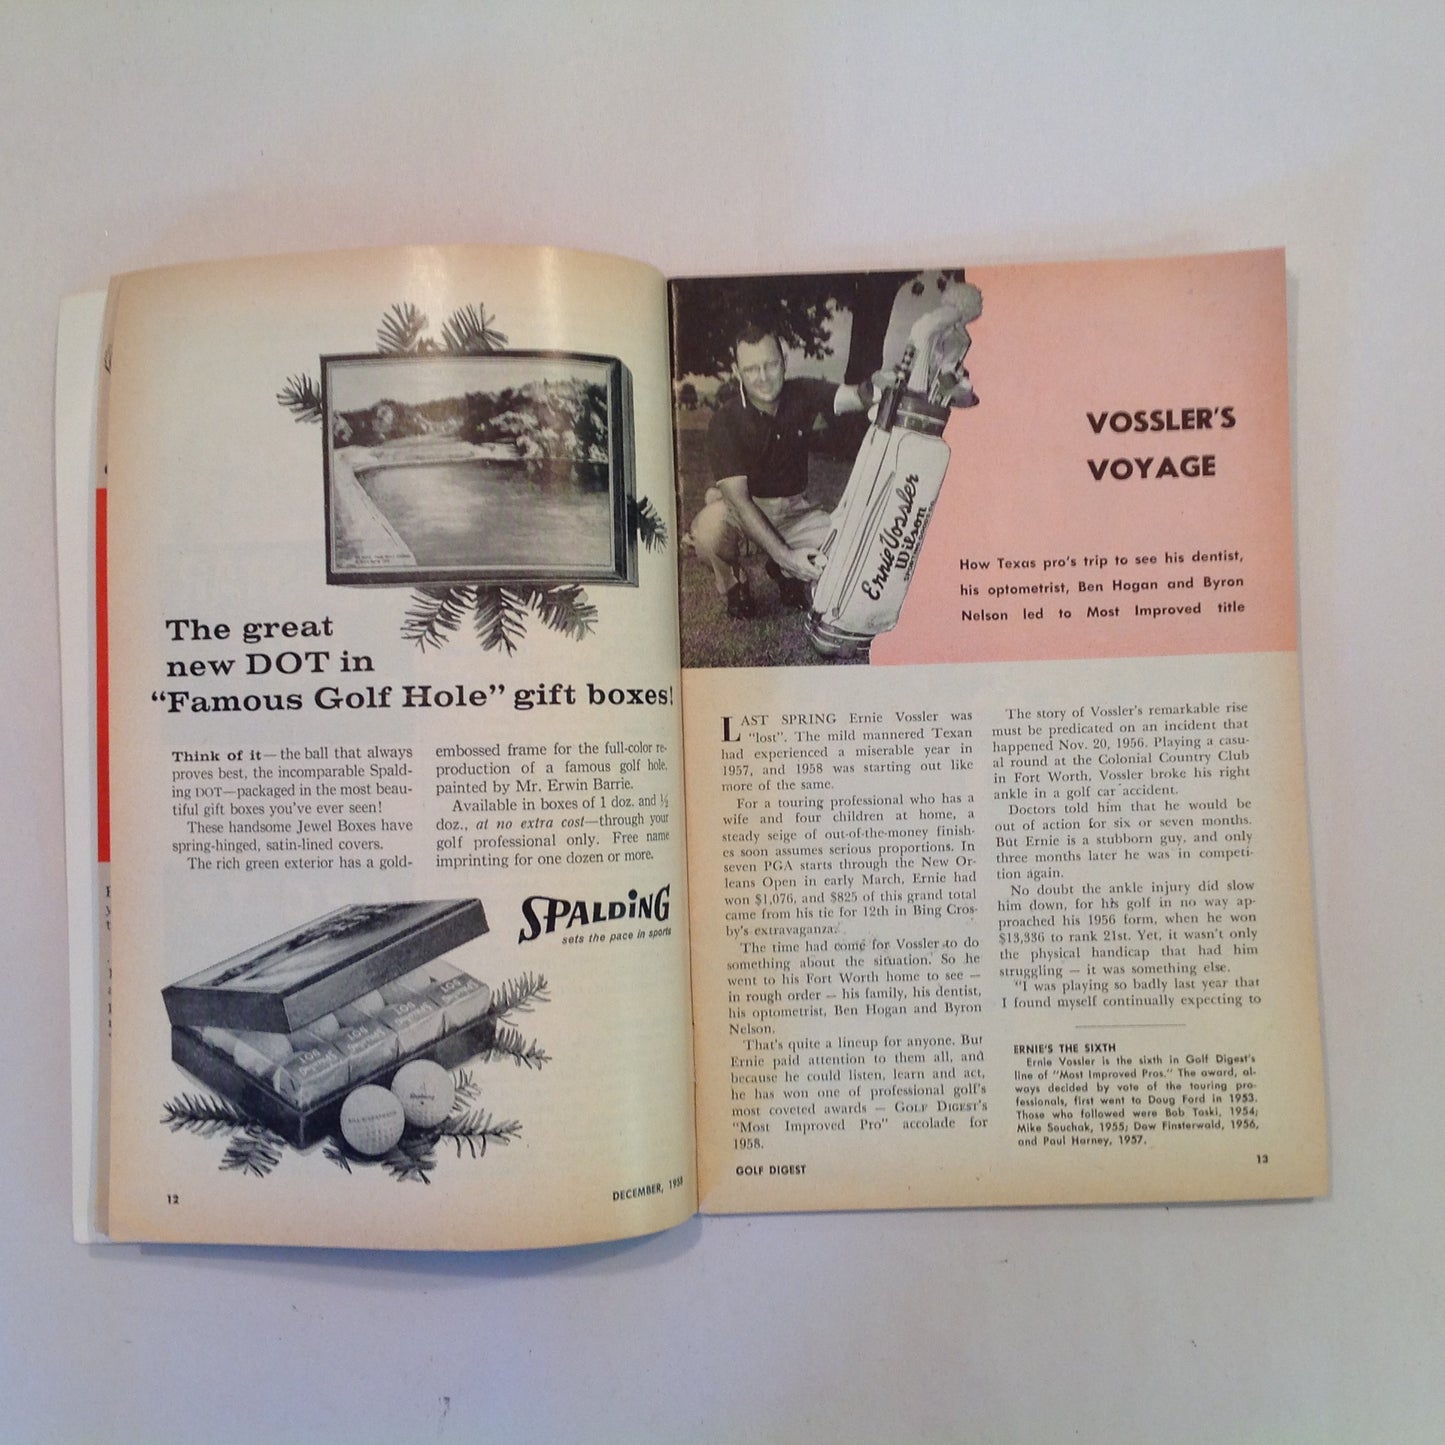 The great
new DOT in
“Famous Golf Hole” gift boxes!
Think of it—the ball that always
proves best, the incomparable Spald-
ing DOT—packaged in the most beau-
tiful gift boxes you've ever seen!
These handsome Jewel Boxes have
spring-hinged, satin-lined covers.
The rich green exterior has a gold-
embossed frame for the full-color re-
production of a famous golf hole,
painted by Mr. Erwin Barrie.
Available in boxes of 1 doz. and ½
doz., at no extra cost—through your
golf professional only. Free name
imprinting for one dozen or more.
SPALDING
sets the pace in sports
DOT
DOT
DOT
12
DECEMBER, 1958
Ernie Vossler
Wilson
VOSSLER'S
VOYAGE
How Texas pro's trip to see his dentist,
his optometrist, Ben Hogan and Byron
Nelson led to Most Improved title
LAST SPRING Ernie Vossler was
"lost". The mild mannered Texan
had experienced a miserable year in
1957, and 1958 was starting out like
more of the same.
For a touring professional who has a
wife and four children at home, a
steady seige of out-of-the-money finish-
es soon assumes serious proportions. In
seven PGA starts through the New Or-
leans Open in early March, Ernie had
won $1,076, and $825 of this grand total
came from his tie for 12th in Bing Cros-
by's extravaganza.
The time had come for Vossler to do
something about the situation. So he
went to his Fort Worth home to see —
in rough order — his family, his dentist,
his optometrist, Ben Hogan and Byron
Nelson.
That's quite a lineup for anyone. But
Ernie paid attention to them all, and
because he could listen, learn and act,
he has won one of professional golf's
most coveted awards — GOLF DIGEST'S
"Most Improved Pro" accolade for
1958.
The story of Vossler's remarkable rise
must be predicated on an incident that
happened Nov. 20, 1956. Playing a casu-
al round at the Colonial Country Club
in Fort Worth, Vossler broke his right
ankle in a golf car accident.
Doctors told him that he would be
out of action for six or seven months.
But Ernie is a stubborn guy, and only
three months later he was in competi-
tion again.
No doubt the ankle injury did slow
him down, for his golf in no way ap-
proached his 1956 form, when he won
$13,336 to rank 21st. Yet, it wasn't only
the physical handicap that had him
struggling — it was something else.
"I was playing so badly last year that
I found myself continually expecting to
ERNIE'S THE SIXTH
Ernie Vossler is the sixth in Golf Digest's
line of "Most Improved Pros." The award, al-
ways decided by vote of the touring pro-
fessionals, first went to Doug Ford in 1953.
Those who followed were Bob Toski, 1954;
Mike Souchak, 1955; Dow Finsterwald, 1956,
and Paul Harney, 1957.
GOLF DIGEST
13